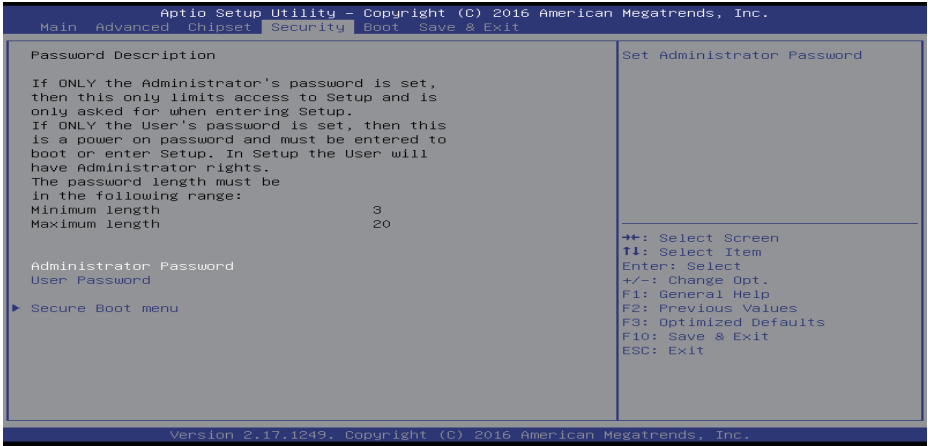 Aptio Setup Utility – Copyright (C) 2016 American Megatrends, Inc.
Main Advanced Chipset Security Boot Save & Exit
Password Description
If ONLY the Administrator's password is set,
then this only limits access to Setup and is
only asked for when entering Setup.
If ONLY the User's password is set, then this
is a power on password and must be entered to
boot or enter Setup. In Setup the User will
have Administrator rights.
The password length must be
in the following range:
Minimum length 3
Maximum length 20
Administrator Password
User Password
▶ Secure Boot menu
Set Administrator Password
→←: Select Screen
↑↓: Select Item
Enter: Select
+/-: Change Opt.
F1: General Help
F2: Previous Values
F3: Optimized Defaults
F10: Save & Exit
ESC: Exit
Version 2.17.1249. Copyright (C) 2016 American Megatrends, Inc.